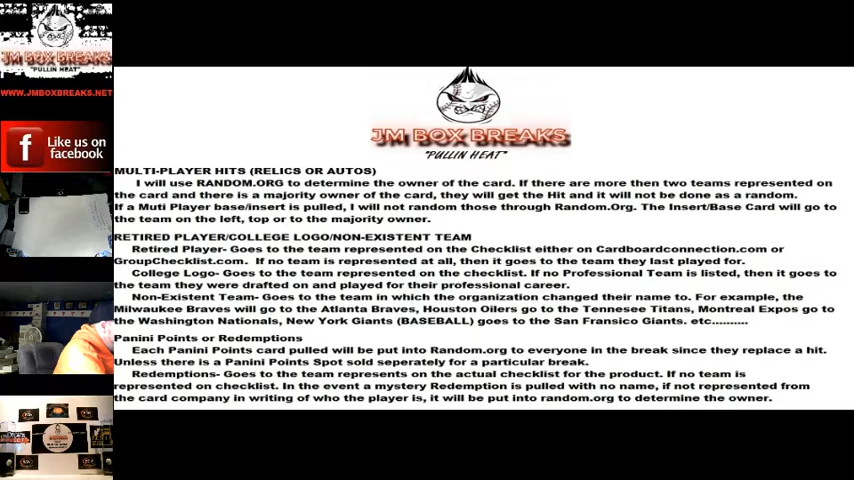 JM BOX BREAKS
"PULLIN HEAT"
WWW.JMBOXBREAKS.NET
f Like us on
facebook
JM BOX BREAKS
"PULLIN HEAT"
MULTI-PLAYER HITS (RELICS OR AUTOS)
I will use RANDOM.ORG to determine the owner of the card. If there are more then two teams represented on
the card and there is a majority owner of the card, they will get the Hit and it will not be done as a random.
If a Muti Player base/insert is pulled, I will not random those through Random.Org. The Insert/Base Card will go to
the team on the left, top or to the majority owner.
RETIRED PLAYER/COLLEGE LOGO/NON-EXISTENT TEAM
Retired Player- Goes to the team represented on the Checklist either on Cardboardconnection.com or
GroupChecklist.com. If no team is represented at all, then it goes to the team they last played for.
College Logo- Goes to the team represented on the checklist. If no Professional Team is listed, then it goes to
the team they were drafted on and played for their professional career.
Non-Existent Team- Goes to the team in which the organization changed their name to. For example, the
Milwaukee Braves will go to the Atlanta Braves, Houston Oilers go to the Tennesee Titans, Montreal Expos go to
the Washington Nationals, New York Giants (BASEBALL) goes to the San Fransico Giants. etc..........
Panini Points or Redemptions
Each Panini Points card pulled will be put into Random.org to everyone in the break since they replace a hit.
Unless there is a Panini Points Spot sold seperately for a particular break.
Redemptions- Goes to the team represents on the actual checklist for the product. If no team is
represented on checklist. In the event a mystery Redemption is pulled with no name, if not represented from
the card company in writing of who the player is, it will be put into random.org to determine the owner.